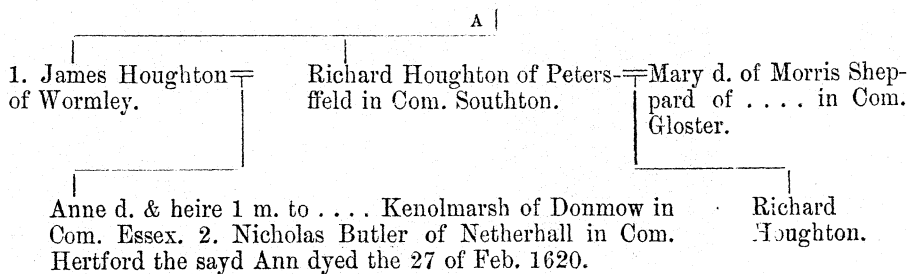 A
1. James Houghton
of Wormley.
Richard Houghton of Peters-
ffeld in Com. Southton.
Mary d. of Morris Shep-
pard of . . . . in Com.
Gloster.
Anne d. & heire 1 m. to . . . . Kenolmarsh of Donmow in
Com. Essex. 2. Nicholas Butler of Netherhall in Com.
Hertford the sayd Ann dyed the 27 of Feb. 1620.
Richard
Houghton.